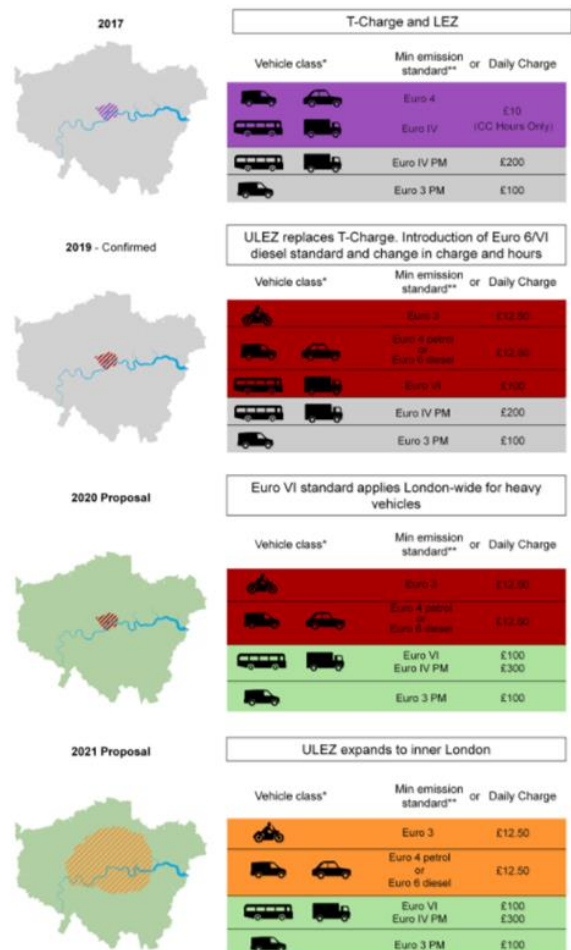 2017
T-Charge and LEZ
Vehicle class*
Min emission
standard** or Daily Charge
Euro 4
£10
(CC Hours Only)
Euro IV
Euro IV PM £200
Euro 3 PM £100
2019 - Confirmed
ULEZ replaces T-Charge. Introduction of Euro 6/VI
diesel standard and change in charge and hours
Vehicle class*
Min emission
standard** or Daily Charge
Euro 3 £12.50
Euro 4 petrol
or
Euro 6 diesel
£12.50
Euro VI £100
Euro IV PM £200
Euro 3 PM £100
2020 Proposal
Euro VI standard applies London-wide for heavy
vehicles
Vehicle class*
Min emission
standard** or Daily Charge
Euro 3 £12.50
Euro 4 petrol
or
Euro 6 diesel
£12.50
Euro VI £100
Euro IV PM £300
Euro 3 PM £100
2021 Proposal
ULEZ expands to inner London
Vehicle class*
Min emission
standard** or Daily Charge
Euro 3 £12.50
Euro 4 petrol
or
Euro 6 diesel
£12.50
Euro VI £100
Euro IV PM £300
Euro 3 PM £100